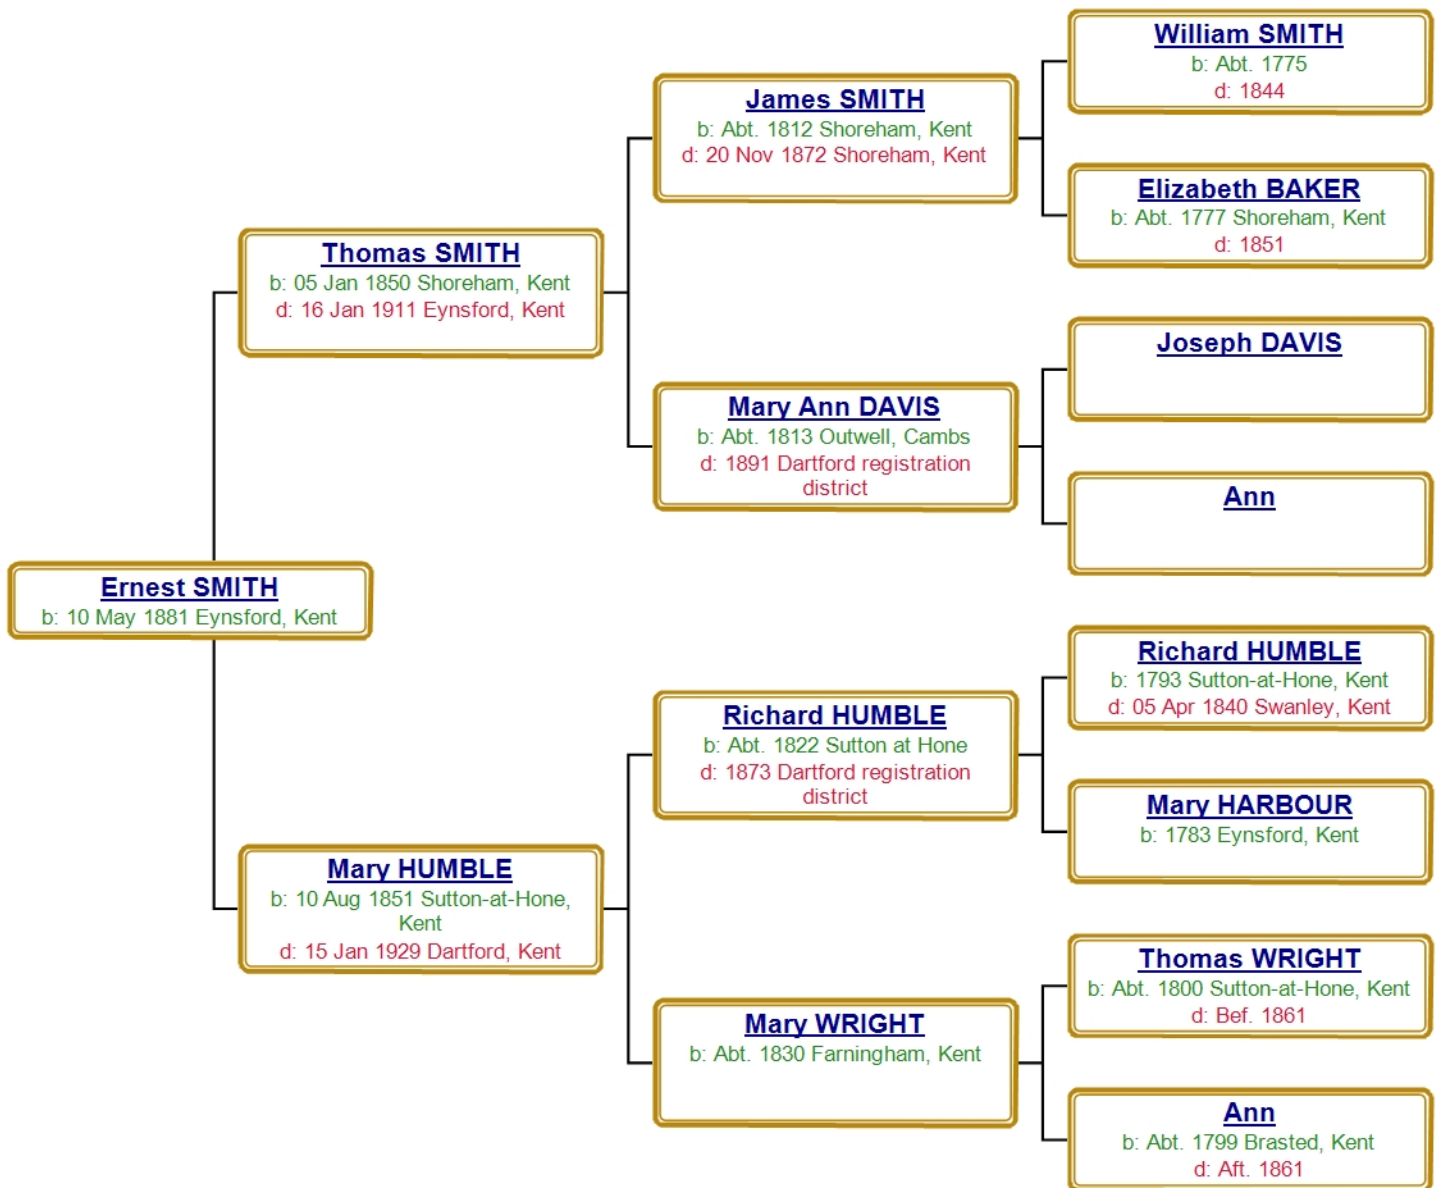 William SMITH
b: Abt. 1775
d: 1844
James SMITH
b: Abt. 1812 Shoreham, Kent
d: 20 Nov 1872 Shoreham, Kent
Elizabeth BAKER
b: Abt. 1777 Shoreham, Kent
d: 1851
Thomas SMITH
b: 05 Jan 1850 Shoreham, Kent
d: 16 Jan 1911 Eynsford, Kent
Joseph DAVIS
Mary Ann DAVIS
b: Abt. 1813 Outwell, Cambs
d: 1891 Dartford registration
district
Ann
Ernest SMITH
b: 10 May 1881 Eynsford, Kent
Richard HUMBLE
b: 1793 Sutton-at-Hone, Kent
d: 05 Apr 1840 Swanley, Kent
Richard HUMBLE
b: Abt. 1822 Sutton at Hone
d: 1873 Dartford registration
district
Mary HARBOUR
b: 1783 Eynsford, Kent
Mary HUMBLE
b: 10 Aug 1851 Sutton-at-Hone,
Kent
d: 15 Jan 1929 Dartford, Kent
Thomas WRIGHT
b: Abt. 1800 Sutton-at-Hone, Kent
d: Bef. 1861
Mary WRIGHT
b: Abt. 1830 Farningham, Kent
Ann
b: Abt. 1799 Brasted, Kent
d: Aft. 1861